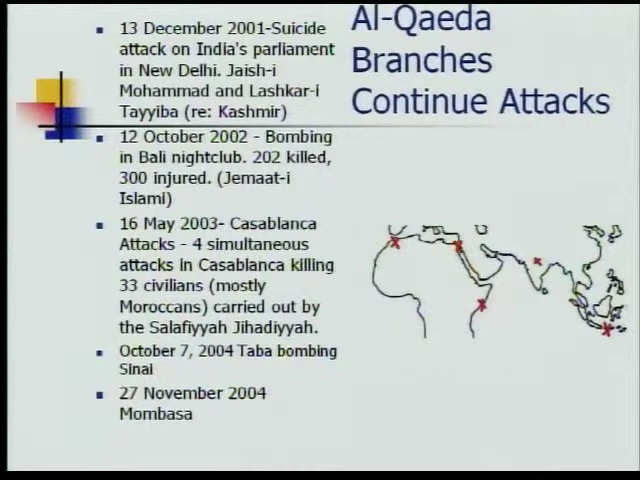 Al-Qaeda
Branches
Continue Attacks
13 December 2001-Suicide
attack on India's parliament
in New Delhi. Jaish-i
Mohammad and Lashkar-i
Tayyiba (re: Kashmir)
12 October 2002 - Bombing
in Bali nightclub. 202 killed,
300 injured. (Jemaat-i
Islami)
16 May 2003- Casablanca
Attacks - 4 simultaneous
attacks in Casablanca killing
33 civilians (mostly
Moroccans) carried out by
the Salafiyyah Jihadiyyah.
October 7, 2004 Taba bombing
Sinai
27 November 2004
Mombasa